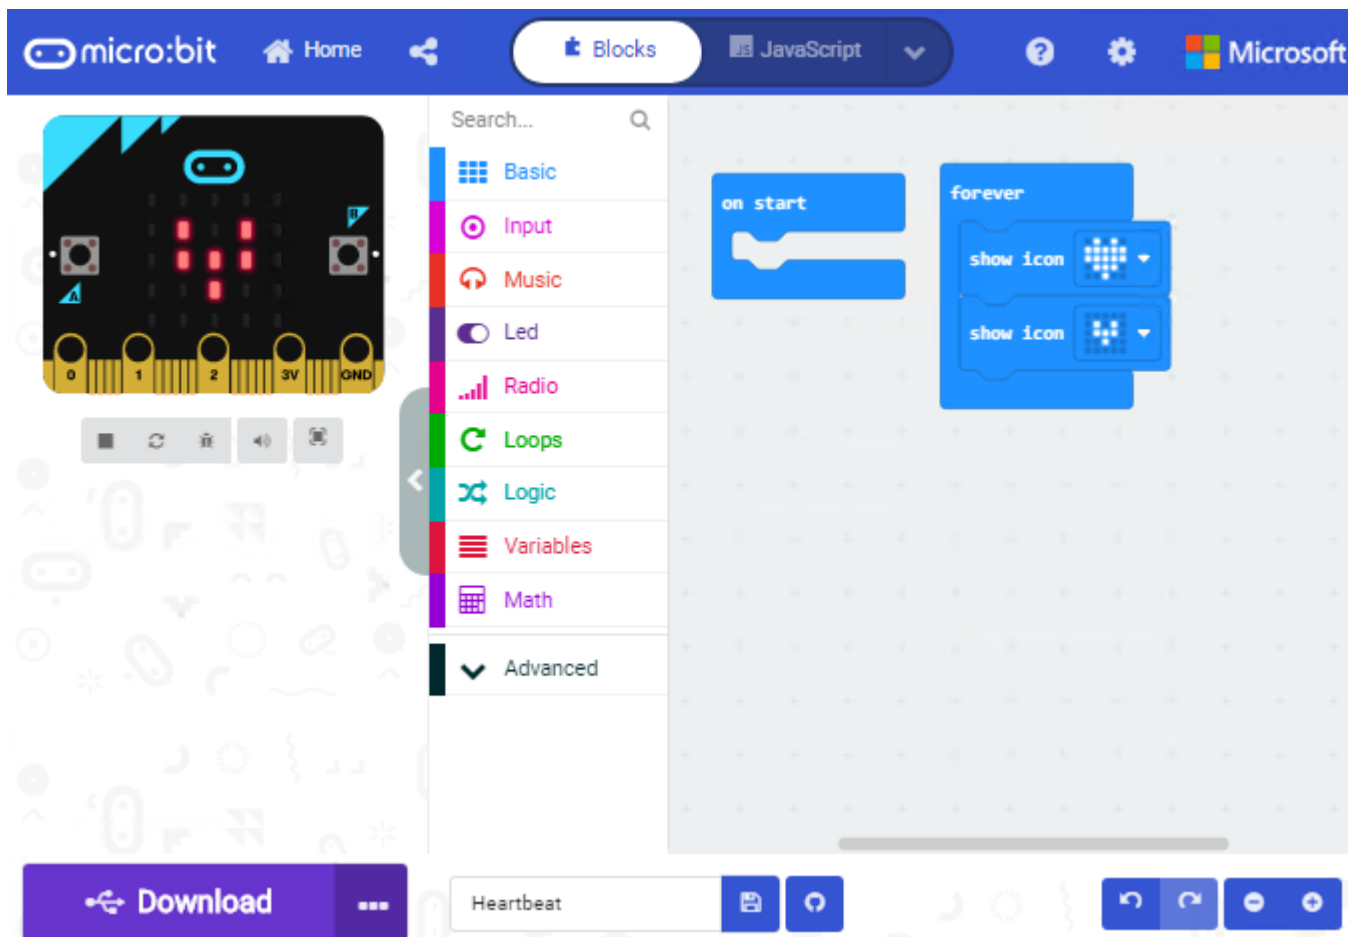 micro:bit Home Blocks JS JavaScript Microsoft
Search...
Basic
Input
Music
Led
Radio
Loops
Logic
Variables
Math
Advanced
B
A
0 1 2 3V GND
on start
forever
show icon
show icon
Download
Heartbeat